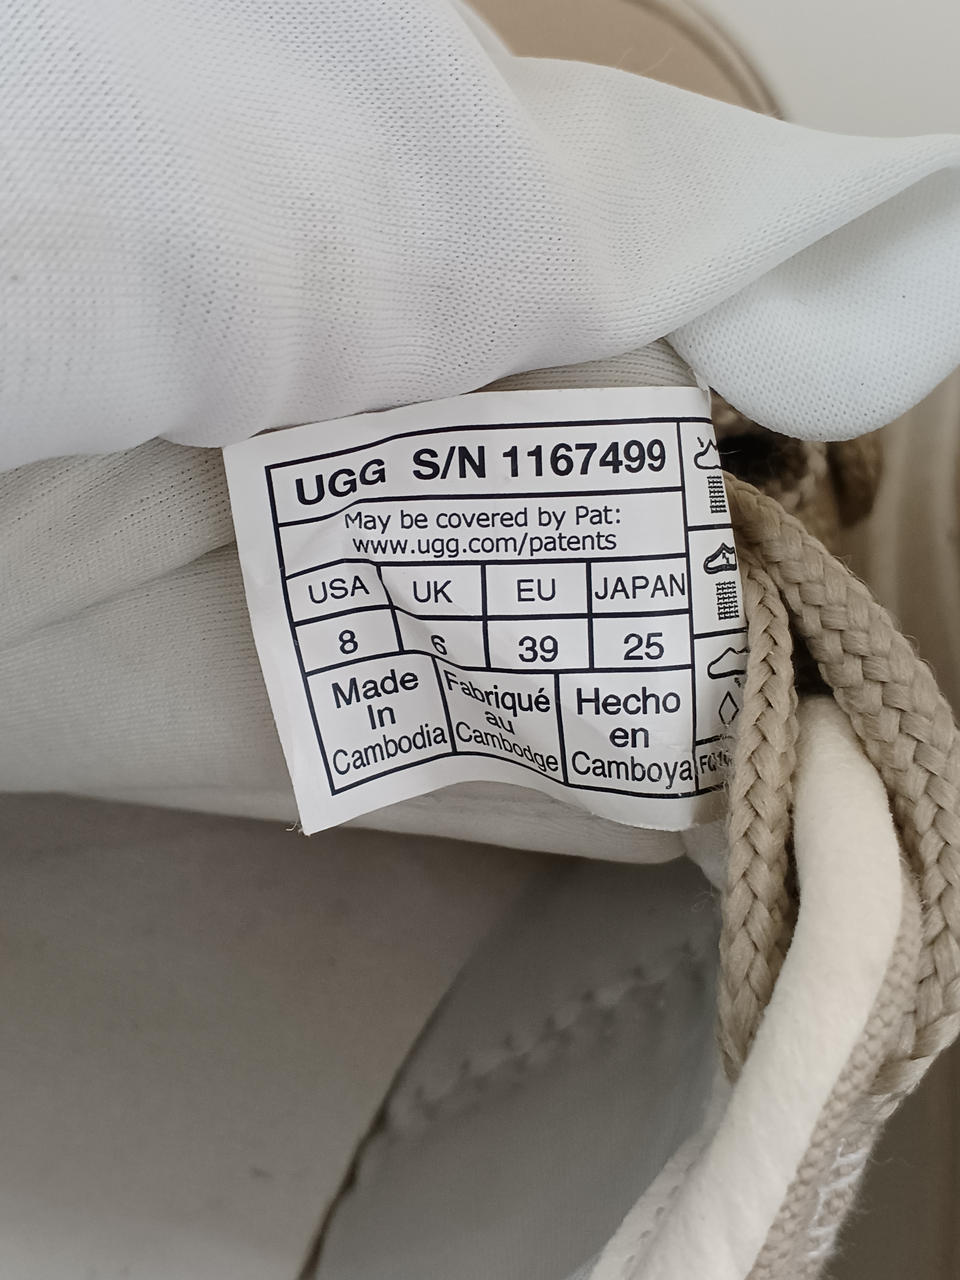 UGG S/N 1167499
May be covered by Pat:
www.ugg.com/patents
USA UK EU JAPAN
8 6 39 25
Made
In
Cambodia
Fabriqué
au
Cambodge
Hecho
en
Camboya